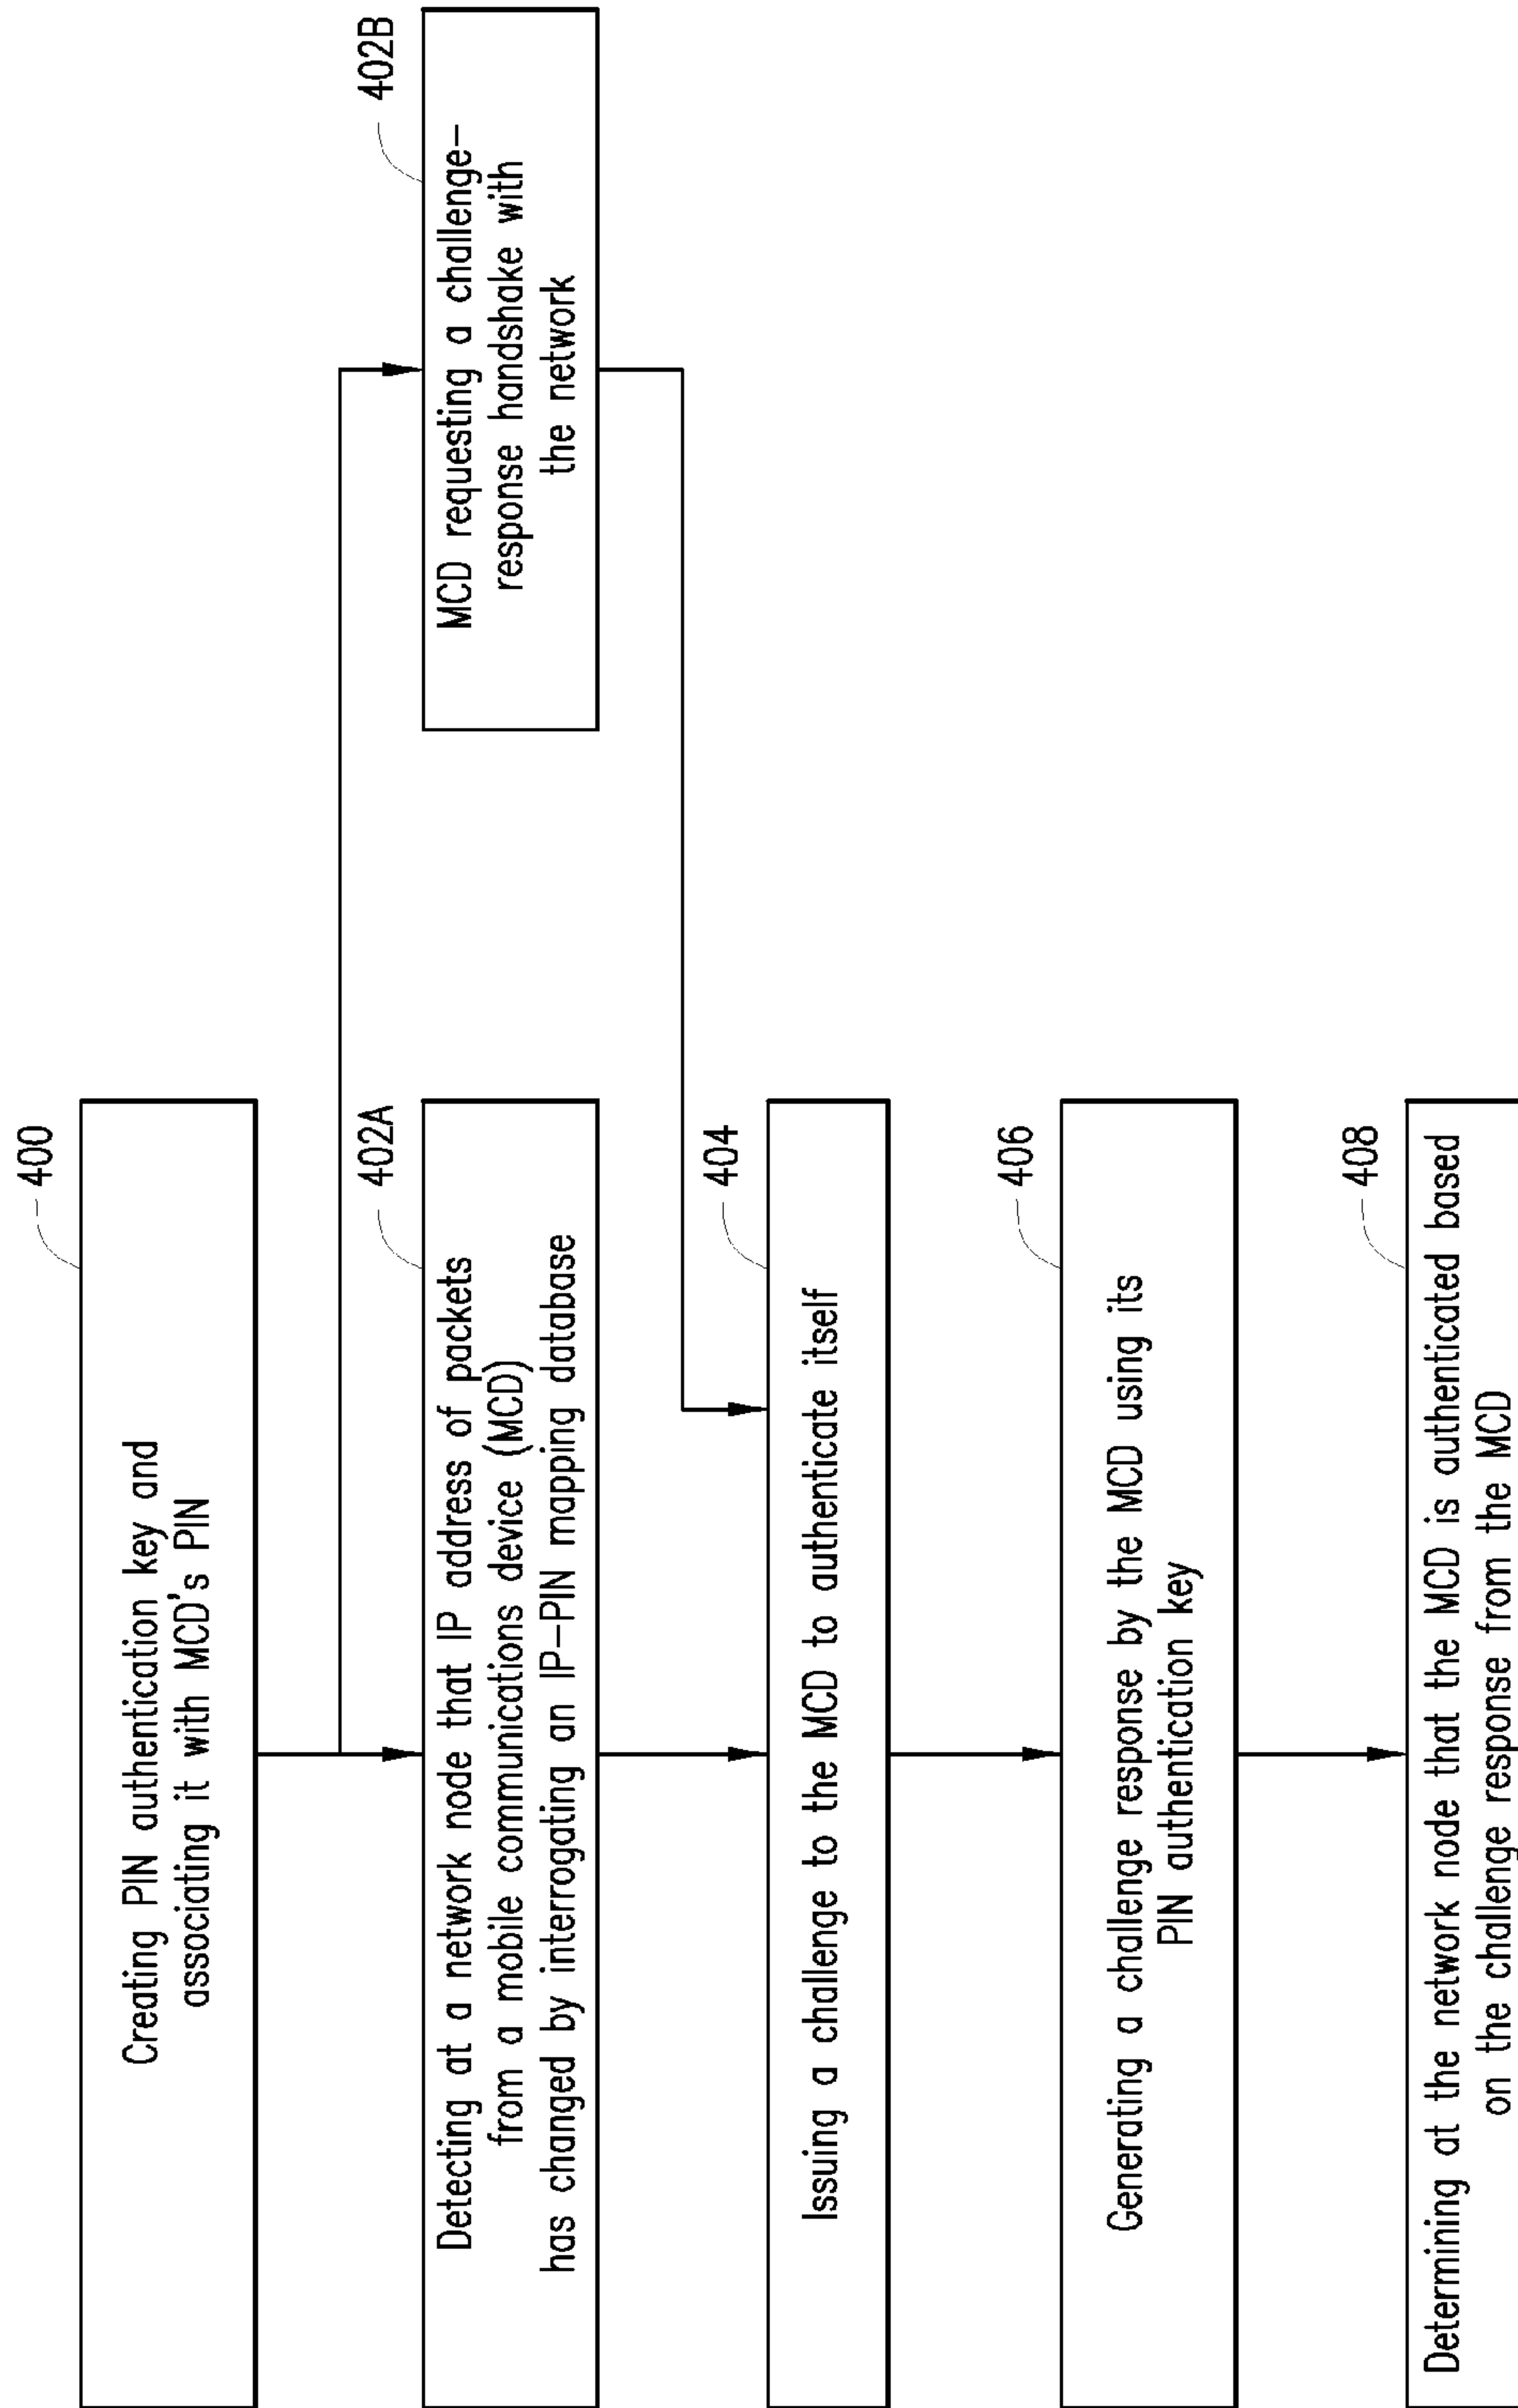 400
Creating PIN authentication key and
associating it with MCD's PIN
402A
Detecting at a network node that IP address of packets
from a mobile communications device (MCD)
has changed by interrogating an IP–PIN mapping database
402B
MCD requesting a challenge–
response handshake with
the network
404
Issuing a challenge to the MCD to authenticate itself
406
Generating a challenge response by the MCD using its
PIN authentication key
408
Determining at the network node that the MCD is authenticated based
on the challenge response from the MCD